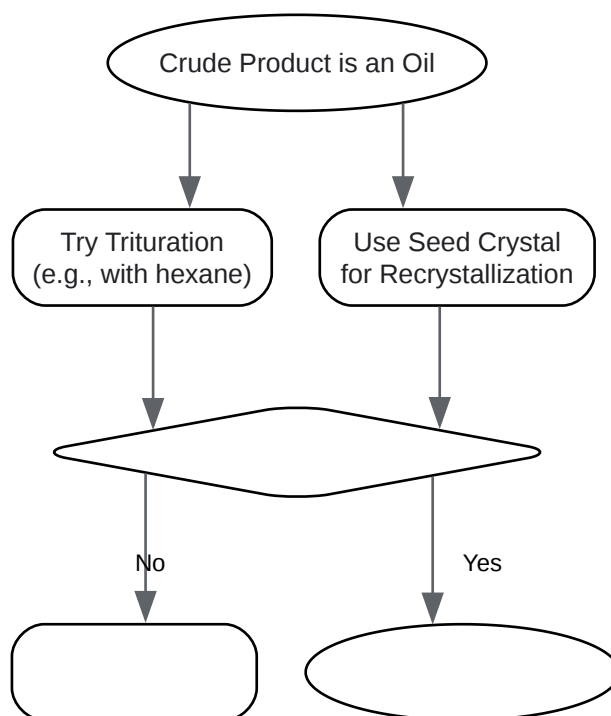 Crude Product is an Oil
Try Trituration
(e.g., with hexane)
Use Seed Crystal
for Recrystallization
No
Yes